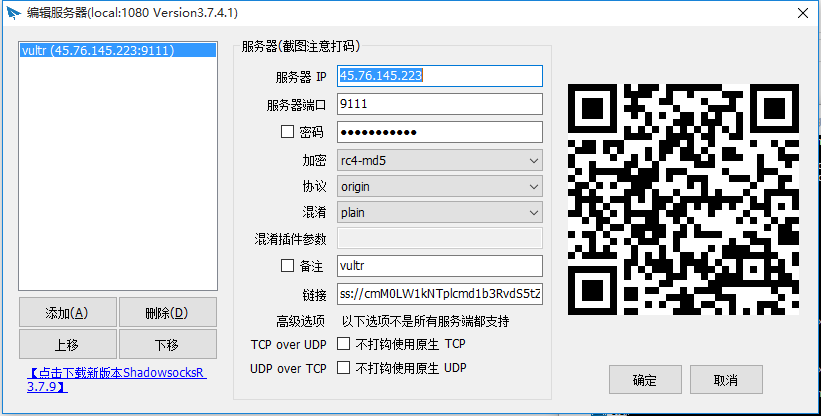 编辑服务器(local:1080 Version3.7.4.1)
vultr (45.76.145.223:9111)
服务器(截图注意打码)
服务器 IP
45.76.145.223
服务器端口
9111
密码
●●●●●●●●●●●
加密
rc4-md5
协议
origin
混淆
plain
混淆插件参数
备注
vultr
链接
ss://cmM0LW1kNTplcmd1b3RvdS5tZ
高级选项
以下选项不是所有服务端都支持
TCP over UDP
不打钩使用原生 TCP
UDP over TCP
不打钩使用原生 UDP
添加(A)
删除(D)
上移
下移
【点击下载新版本ShadowsocksR
3.7.9】
确定
取消